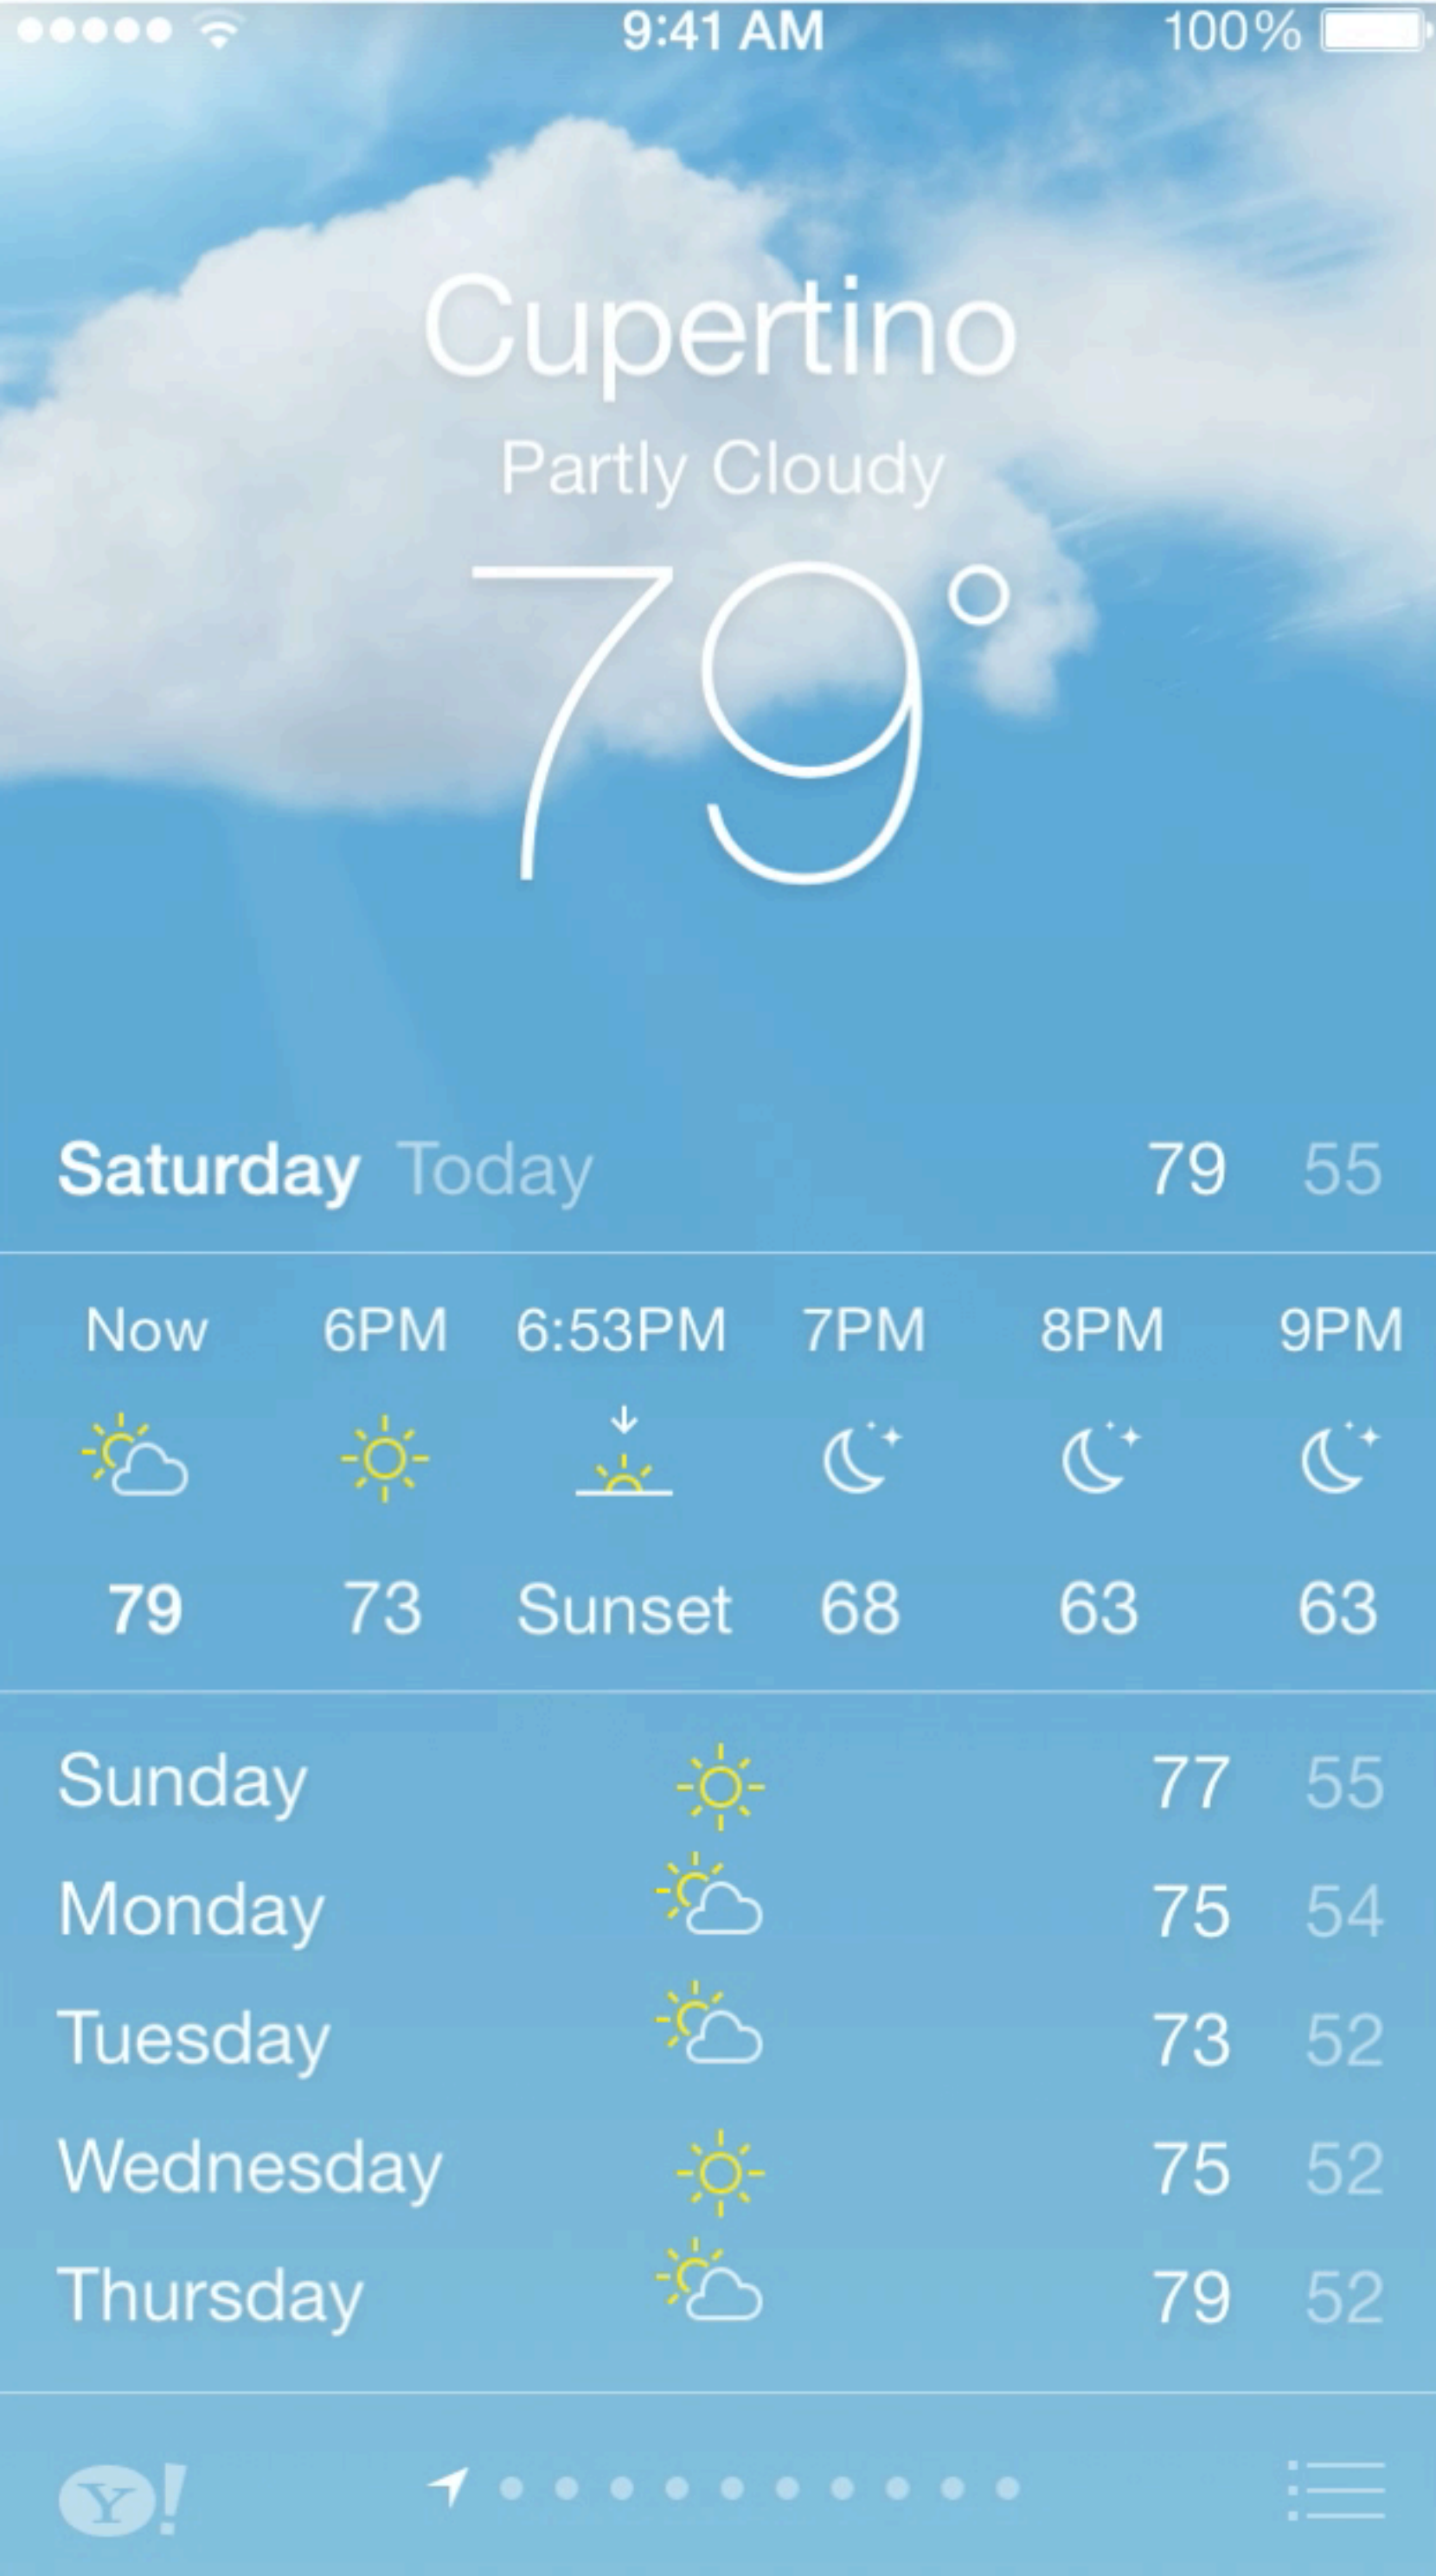 9:41 AM 100%
Cupertino
Partly Cloudy
79°
Saturday Today 79 55
Now 6PM 6:53PM 7PM 8PM 9PM
79 73 Sunset 68 63 63
Sunday 77 55
Monday 75 54
Tuesday 73 52
Wednesday 75 52
Thursday 79 52
Y!